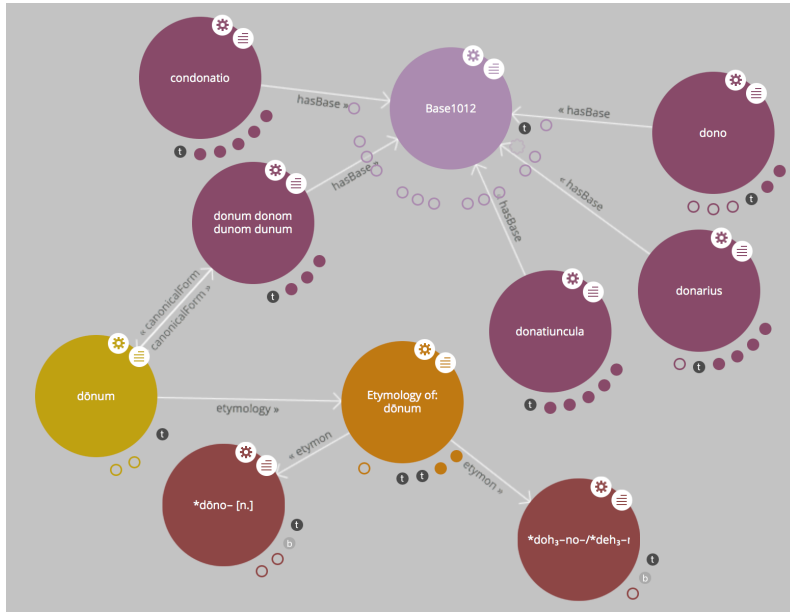 condonatio
Base1012
dono
hasBase »
« hasBase
t
t
t
donum donom
dunom dunum
hasBase »
« hasBase
« hasBase
t
donatiuncula
donarius
t
t
« canonicalForm
canonicalForm »
dōnum
etymology »
Etymology of:
dōnum
t
t
t
« etymon
etymon »
*dōno– [n.]
t
b
*doh₃–no–/*deh₃–r
t
b